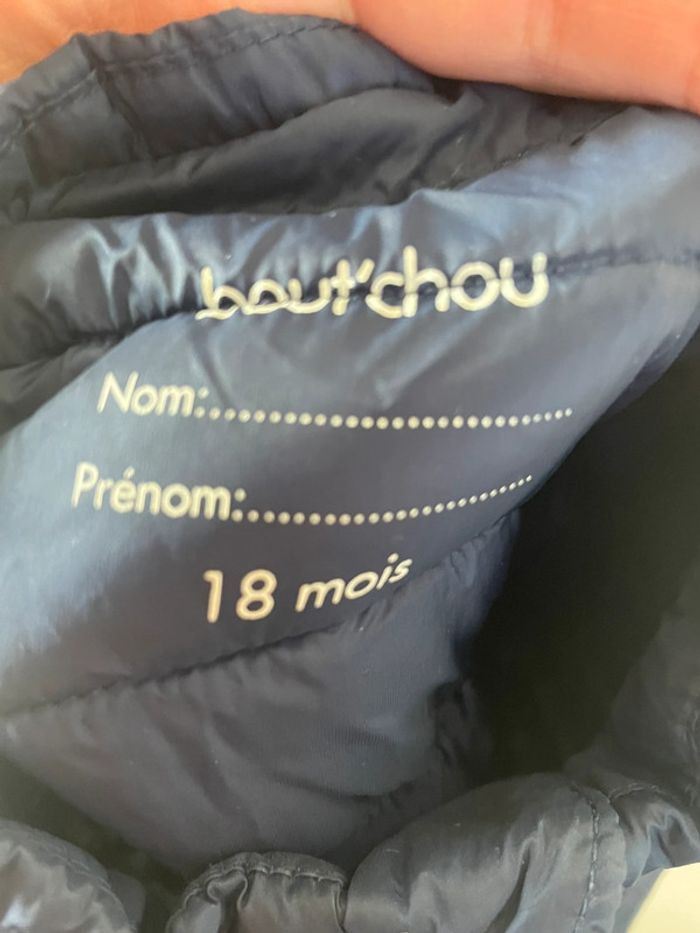 bout'chou
Nom:.............................
Prénom:.........................
18 mois